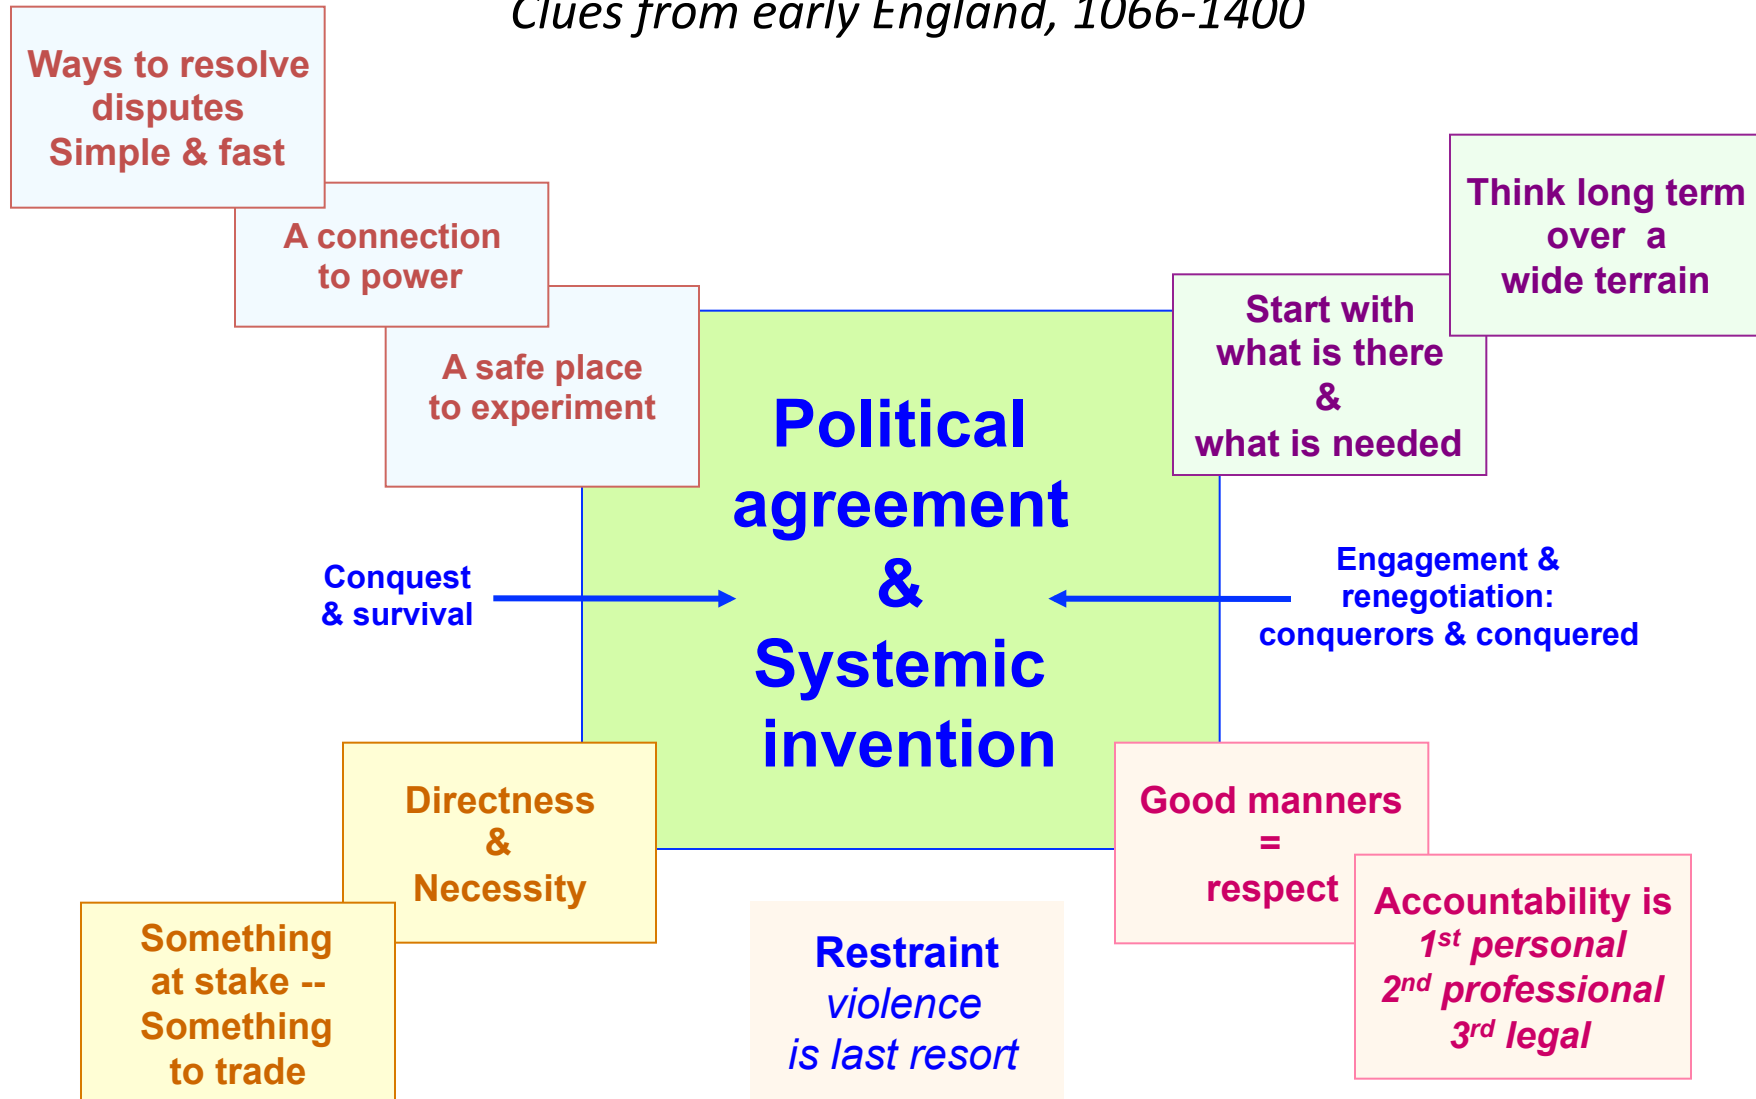 Clues from early England, 1066-1400
Ways to resolve
disputes
Simple & fast
A connection
to power
A safe place
to experiment
Think long term
over a
wide terrain
Start with
what is there
&
what is needed
Political
agreement
&
Systemic
invention
Conquest
& survival
Engagement &
renegotiation:
conquerors & conquered
Directness
&
Necessity
Something
at stake --
Something
to trade
Restraint
violence
is last resort
Good manners
=
respect
Accountability is
1st personal
2nd professional
3rd legal